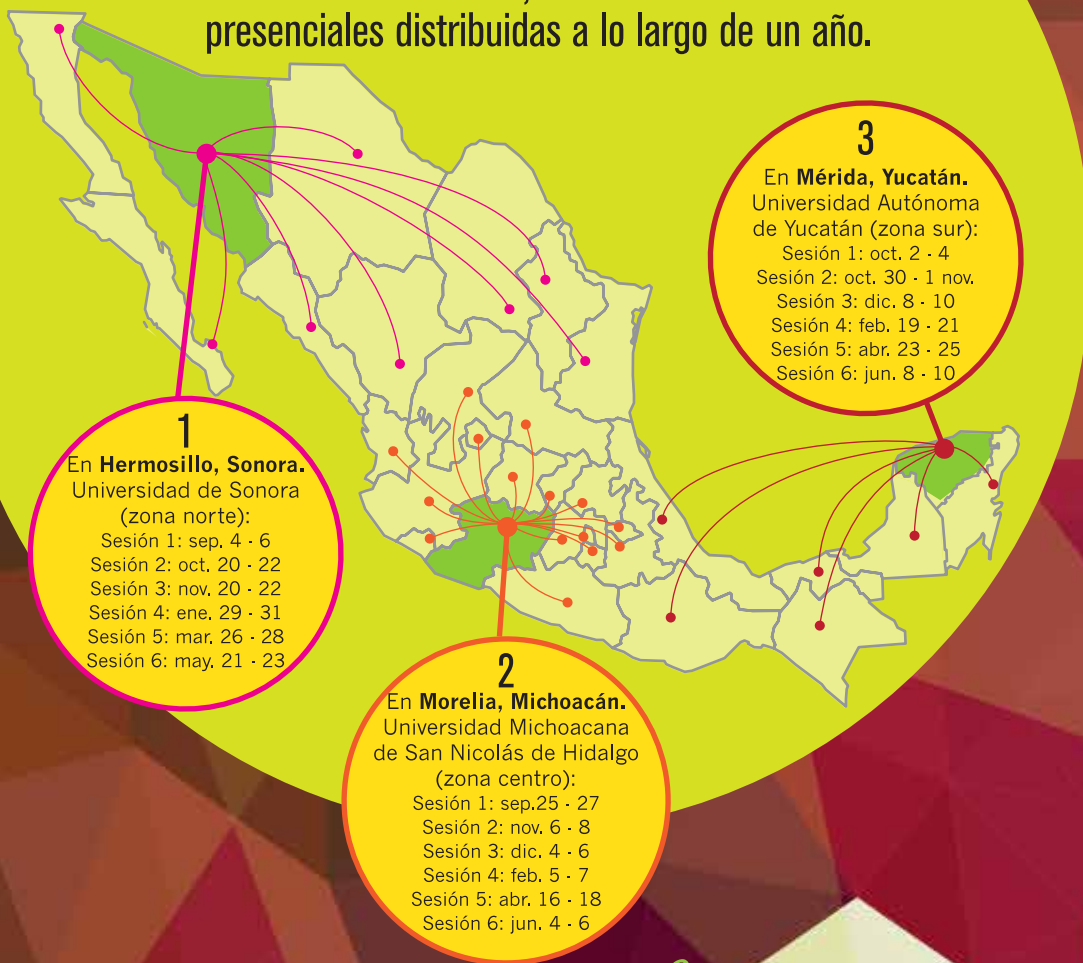 presenciales distribuidas a lo largo de un año.
3
En Mérida, Yucatán.
Universidad Autónoma
de Yucatán (zona sur):
Sesión 1: oct. 2 - 4
Sesión 2: oct. 30 - 1 nov.
Sesión 3: dic. 8 - 10
Sesión 4: feb. 19 - 21
Sesión 5: abr. 23 - 25
Sesión 6: jun. 8 - 10
1
En Hermosillo, Sonora.
Universidad de Sonora
(zona norte):
Sesión 1: sep. 4 - 6
Sesión 2: oct. 20 - 22
Sesión 3: nov. 20 - 22
Sesión 4: ene. 29 - 31
Sesión 5: mar. 26 - 28
Sesión 6: may. 21 - 23
2
En Morelia, Michoacán.
Universidad Michoacana
de San Nicolás de Hidalgo
(zona centro):
Sesión 1: sep.25 - 27
Sesión 2: nov. 6 - 8
Sesión 3: dic. 4 - 6
Sesión 4: feb. 5 - 7
Sesión 5: abr. 16 - 18
Sesión 6: jun. 4 - 6